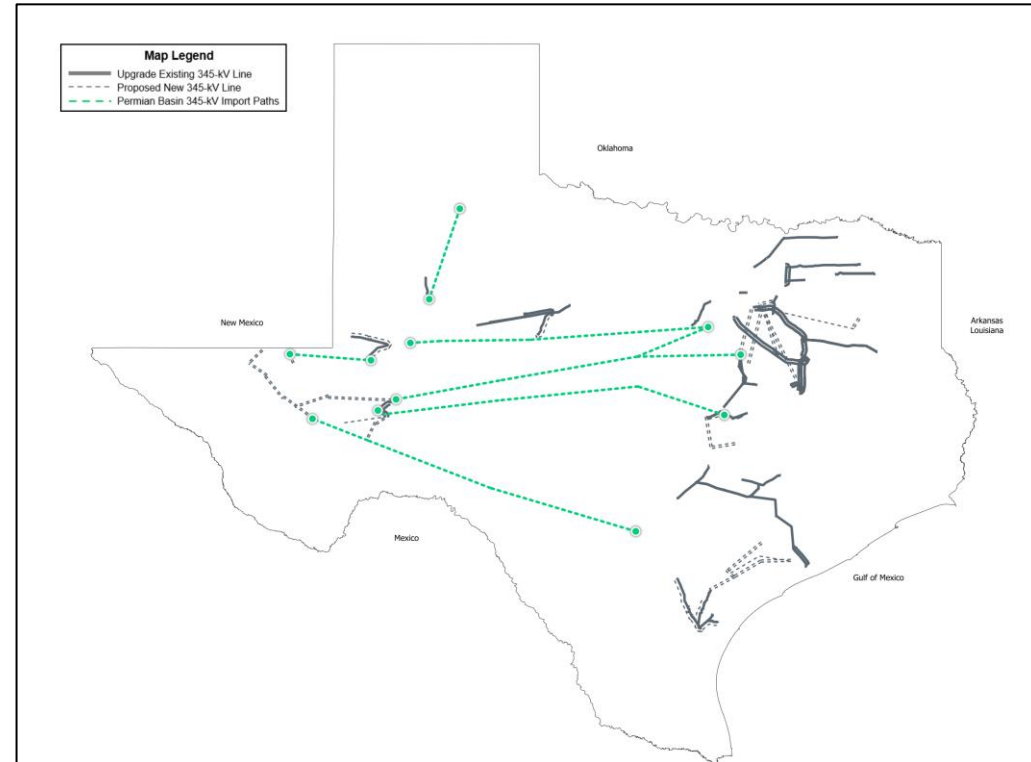 Map Legend
Upgrade Existing 345-kV Line
Proposed New 345-kV Line
Permian Basin 345-kV Import Paths
Oklahoma
New Mexico
Arkansas
Louisiana
Mexico
Gulf of Mexico